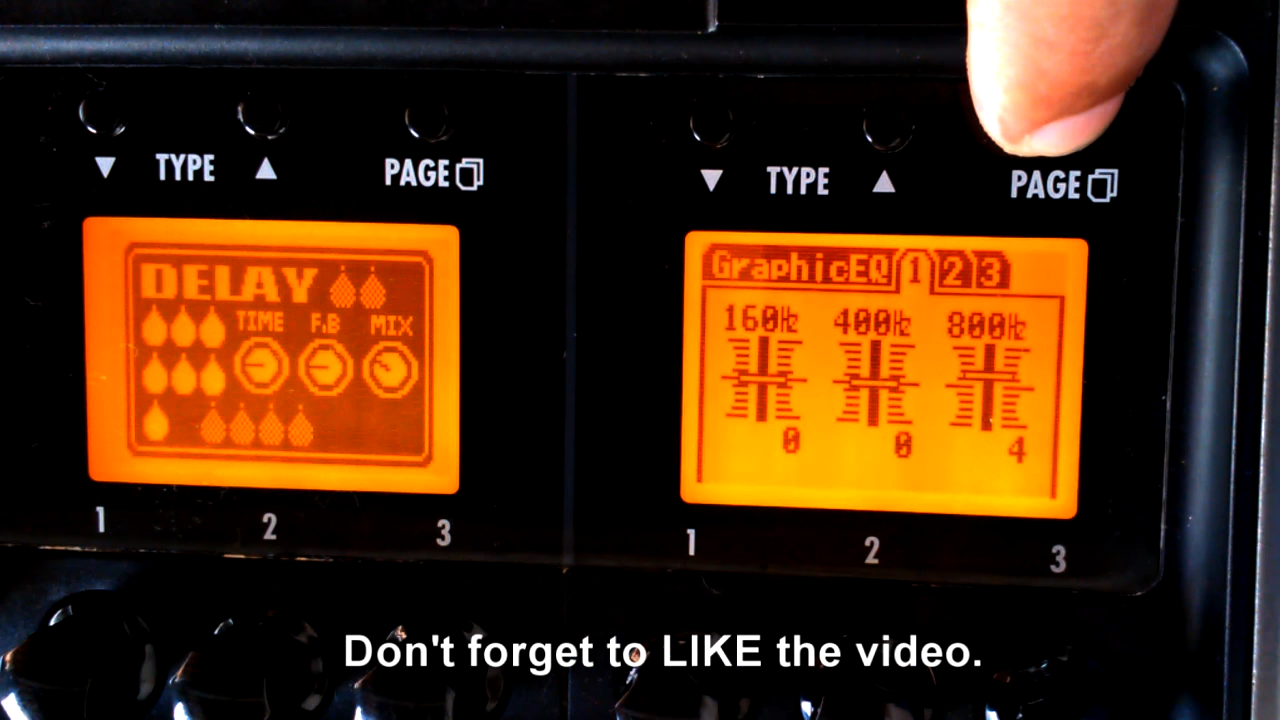 ▼ TYPE ▲ PAGE
▼ TYPE ▲ PAGE
DELAY
TIME F.B MIX
GraphicEQ 1 2 3
160Hz 400Hz 800Hz
0 0 4
1 2 3
1 2 3
Don't forget to LIKE the video.